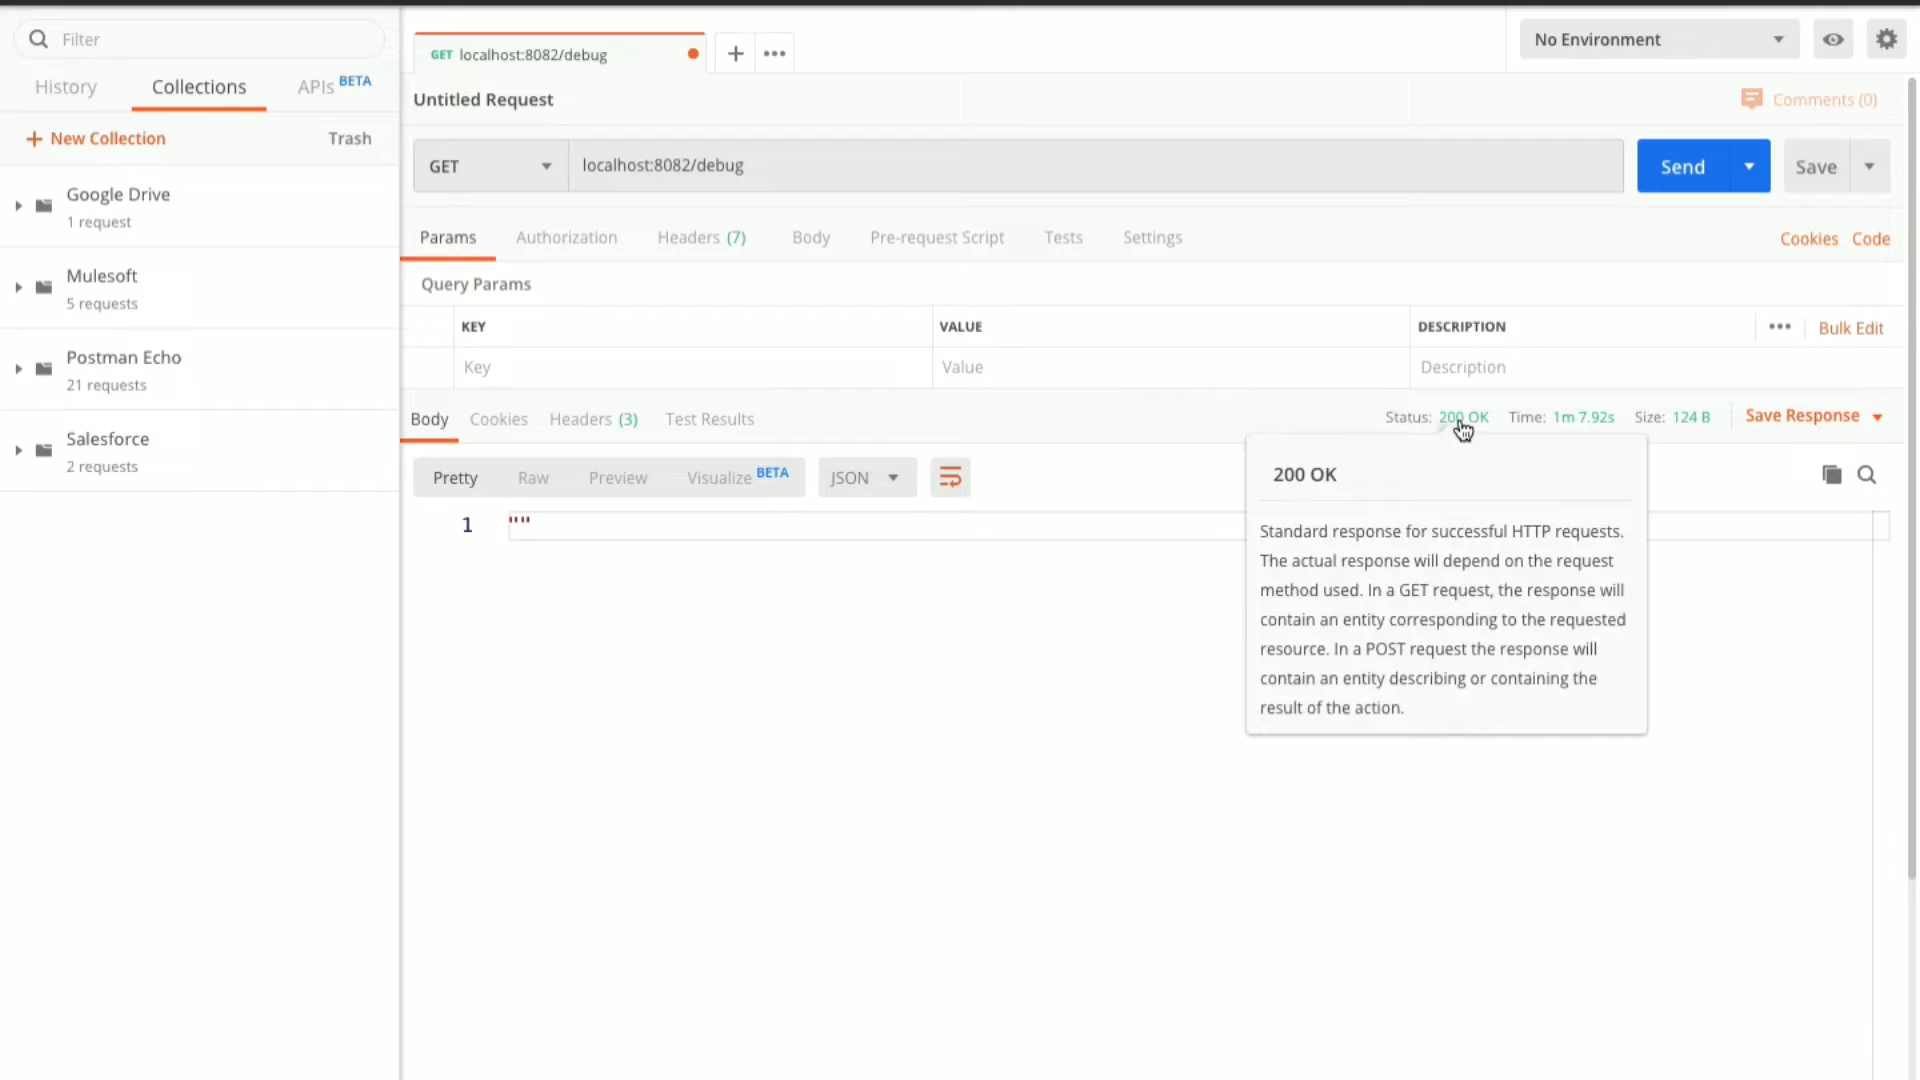 Filter
History Collections APIs BETA
+ New Collection Trash
Google Drive
1 request
Mulesoft
5 requests
Postman Echo
21 requests
Salesforce
2 requests
GET localhost:8082/debug
No Environment
Untitled Request
Comments (0)
GET localhost:8082/debug Send Save
Params Authorization Headers (7) Body Pre-request Script Tests Settings Cookies Code
Query Params
KEY VALUE DESCRIPTION Bulk Edit
Key Value Description
Body Cookies Headers (3) Test Results Status: 200 OK Time: 1m 7.92s Size: 124 B Save Response
Pretty Raw Preview Visualize BETA JSON
1 ""
200 OK
Standard response for successful HTTP requests.
The actual response will depend on the request
method used. In a GET request, the response will
contain an entity corresponding to the requested
resource. In a POST request the response will
contain an entity describing or containing the
result of the action.